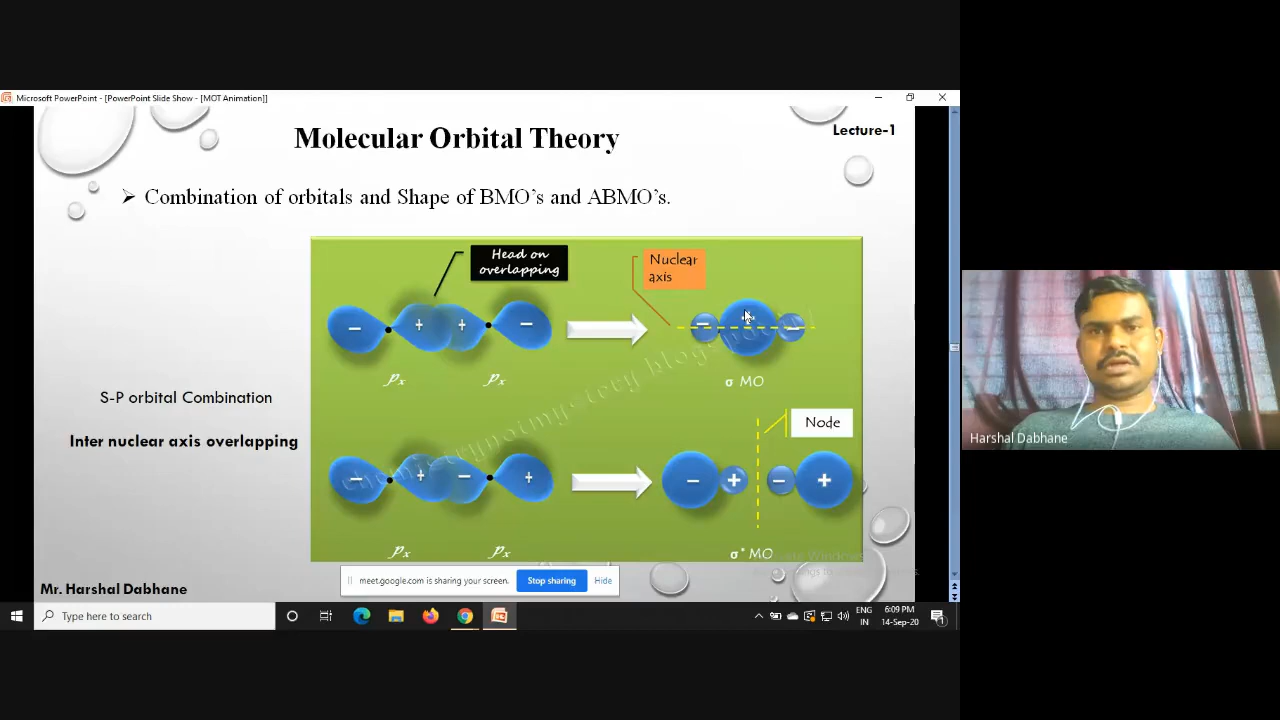 Microsoft PowerPoint - [PowerPoint Slide Show - [MOT Animation]]
Molecular Orbital Theory
Lecture-1
➢ Combination of orbitals and Shape of BMO's and ABMO's.
Head on
overlapping
Nuclear
axis
− + + −
− + −
Pₓ Pₓ
σ MO
S-P orbital Combination
Inter nuclear axis overlapping
Node
− + − +
− + − +
Pₓ Pₓ
σ* MO
meet.google.com is sharing your screen.
Stop sharing
Hide
Mr. Harshal Dabhane
Harshal Dabhane
Type here to search
ENG
IN
6:09 PM
14-Sep-20
1